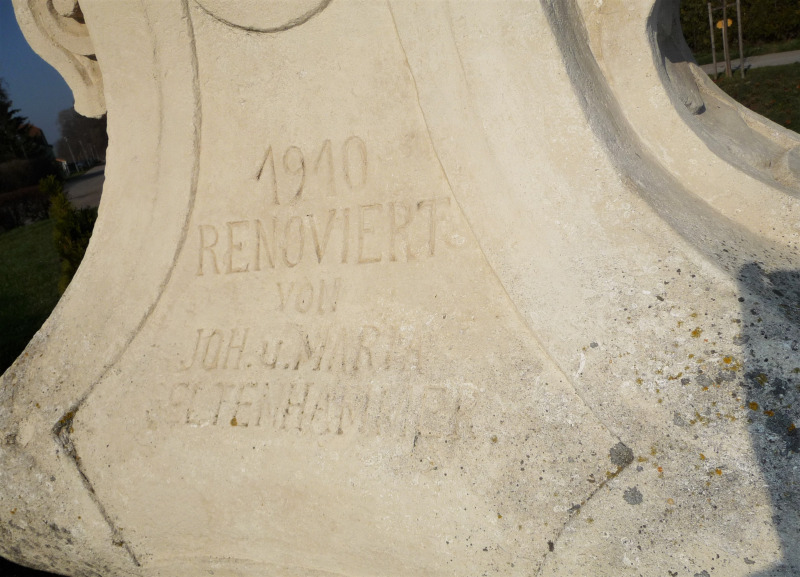 1910
RENOVIERT
von
JOH. u. MARIA